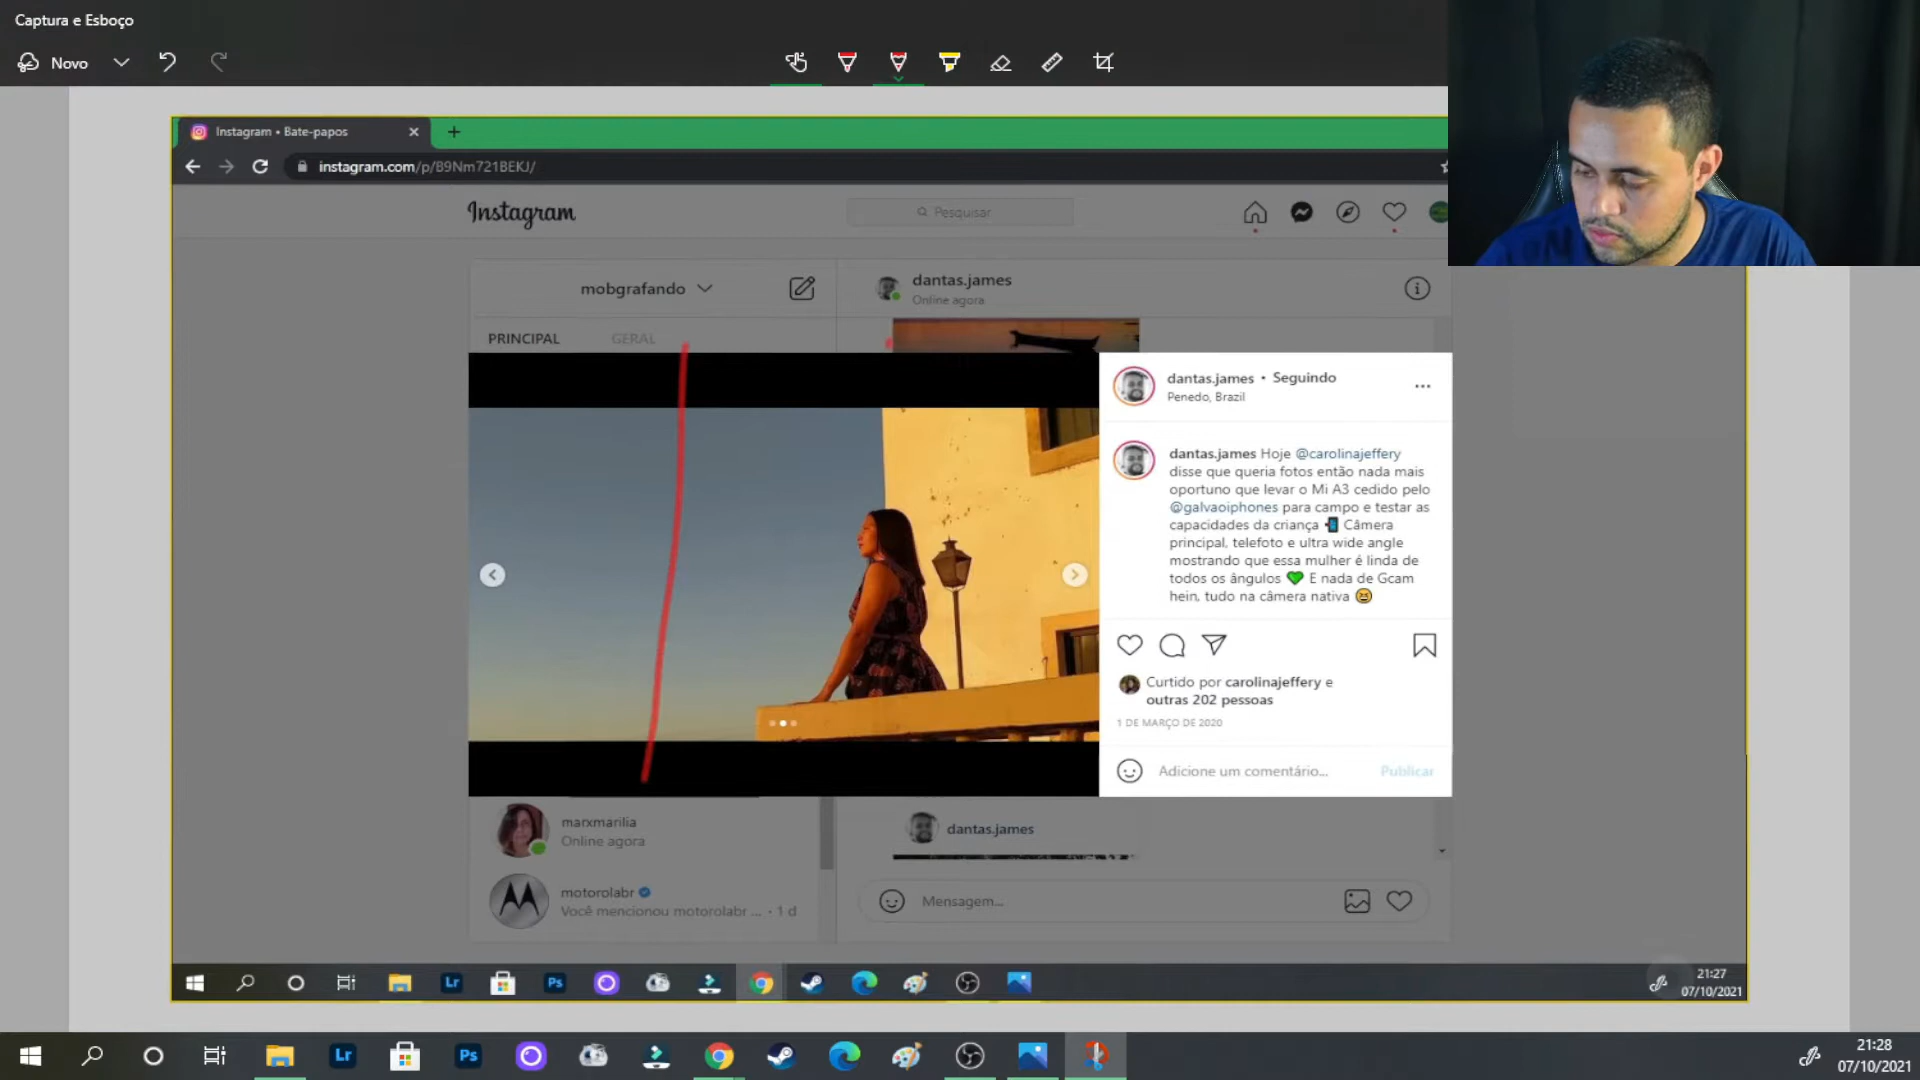 Captura e Esboço
Novo
Instagram • Bate-papos
instagram.com/p/B9Nm721BEKJ/
Instagram
Pesquisar
mobgrafando
dantas.james
Online agora
PRINCIPAL
GERAL
dantas.james • Seguindo
Penedo, Brazil
dantas.james Hoje @carolinajeffery
disse que queria fotos então nada mais
oportuno que levar o Mi A3 cedido pelo
@galvaoiphones para campo e testar as
capacidades da criança 📲 Câmera
principal, telefoto e ultra wide angle
mostrando que essa mulher é linda de
todos os ângulos 💚 E nada de Gcam
hein, tudo na câmera nativa 😆
Curtido por carolinajeffery e
outras 202 pessoas
1 DE MARÇO DE 2020
Adicione um comentário...
Publicar
marxmarilia
Online agora
dantas.james
motorolabr
Você mencionou motorolabr ... • 1 d
Mensagem...
Lr
Ps
21:27
07/10/2021
Lr
Ps
21:28
07/10/2021